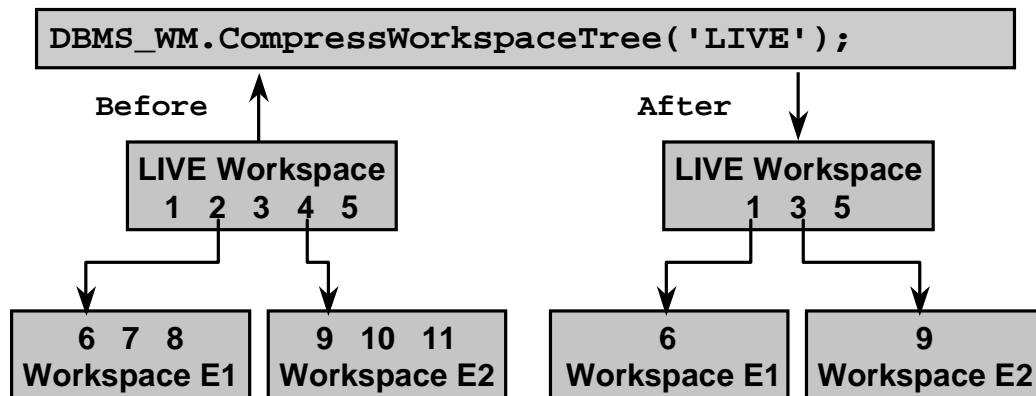 DBMS_WM.CompressWorkspaceTree('LIVE');
Before
After
LIVE Workspace
1 2 3 4 5
LIVE Workspace
1 3 5
6 7 8
Workspace E1
9 10 11
Workspace E2
6
Workspace E1
9
Workspace E2